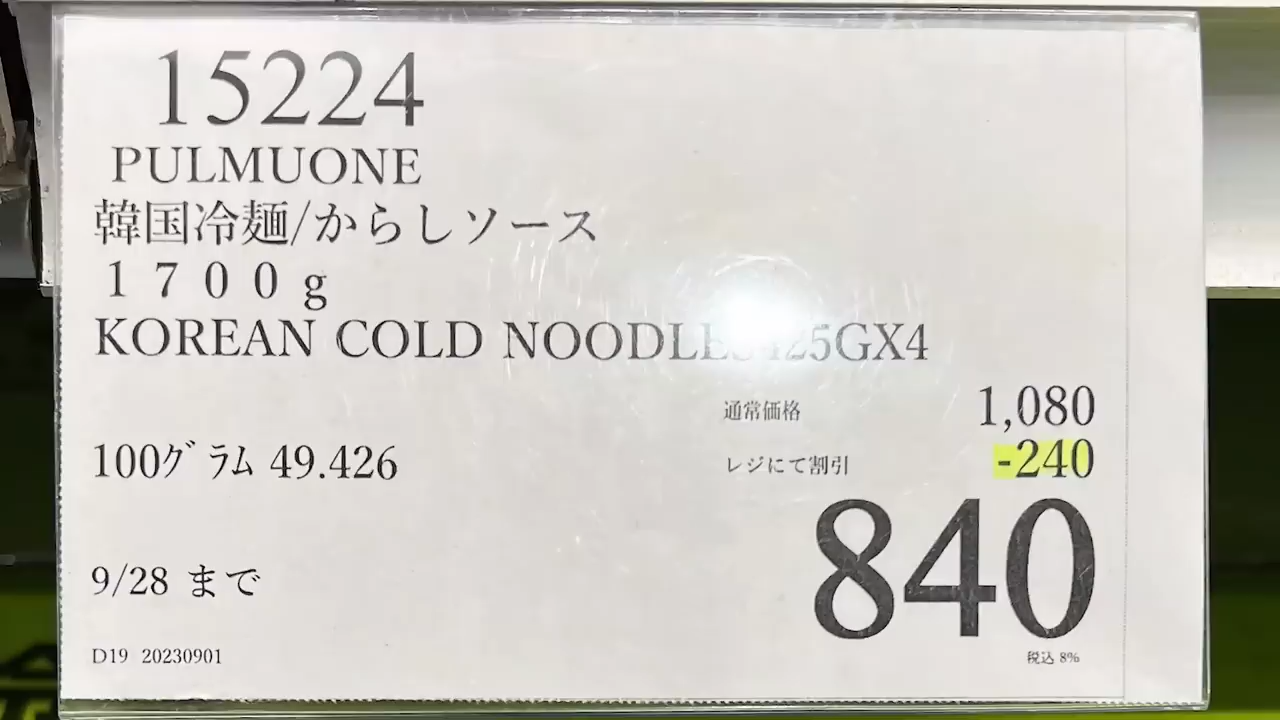 15224
PULMUONE
韓国冷麺/からしソース
1700g
KOREAN COLD NOODLES425GX4
通常価格 1,080
100グラム 49.426 レジにて割引 -240
840
9/28 まで
税込 8%
D19 20230901